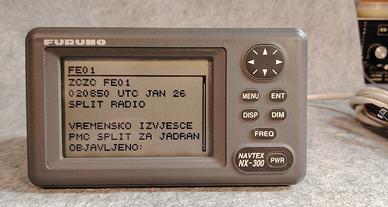 FURUNO
FE01
ZCZC FE01
020850 UTC JAN 26
SPLIT RADIO
VREMENSKO IZVJESCE
PMC SPLIT ZA JADRAN
OBJAVLJENO:
MENU ENT
DISP DIM
FREQ
NAVTEX
NX-300
PWR